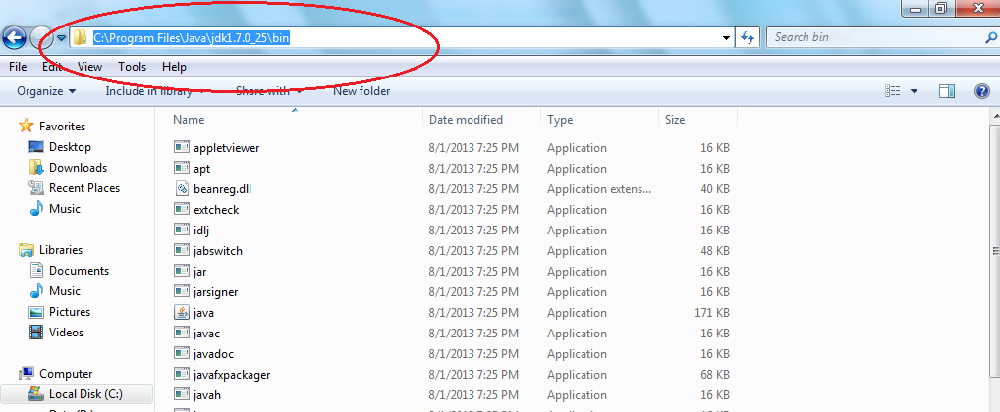 C:\Program Files\Java\jdk1.7.0_25\bin
Search bin
File Edit View Tools Help
Organize Include in library Share with New folder
Name Date modified Type Size
Favorites
Desktop
Downloads
Recent Places
Music
Libraries
Documents
Music
Pictures
Videos
Computer
Local Disk (C:)
appletviewer 8/1/2013 7:25 PM Application 16 KB
apt 8/1/2013 7:25 PM Application 16 KB
beanreg.dll 8/1/2013 7:25 PM Application extens... 40 KB
extcheck 8/1/2013 7:25 PM Application 16 KB
idlj 8/1/2013 7:25 PM Application 16 KB
jabswitch 8/1/2013 7:25 PM Application 48 KB
jar 8/1/2013 7:25 PM Application 16 KB
jarsigner 8/1/2013 7:25 PM Application 16 KB
java 8/1/2013 7:25 PM Application 171 KB
javac 8/1/2013 7:25 PM Application 16 KB
javadoc 8/1/2013 7:25 PM Application 16 KB
javafxpackager 8/1/2013 7:25 PM Application 68 KB
javah 8/1/2013 7:25 PM Application 16 KB